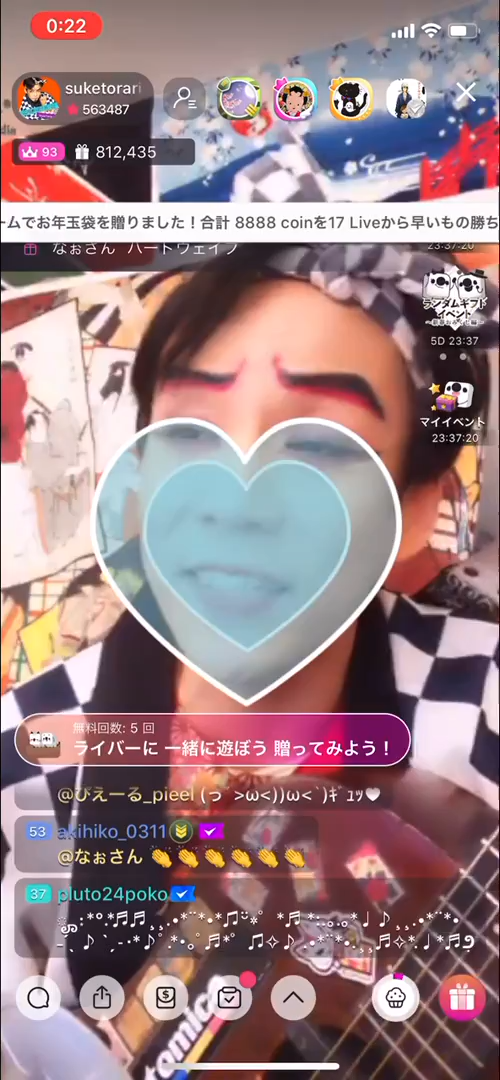 0:22
suketorari
563487
93 812,435
ームでお年玉袋を贈りました！合計 8888 coinを17 Liveから早いもの勝ち
なぉさん ハートウェイブ
23:37:20
ランダムギフト
イベント
5D 23:37
マイイベント
23:37:20
無料回数: 5 回
ライバーに 一緒に遊ぼう 贈ってみよう！
@びえーる_pieel (っ´>ω<))ω<`)ｷﾞｭｯ🤍
53 akihiko_0311
@なぉさん 👏👏👏👏👏👏
37 pluto24poko
atomica